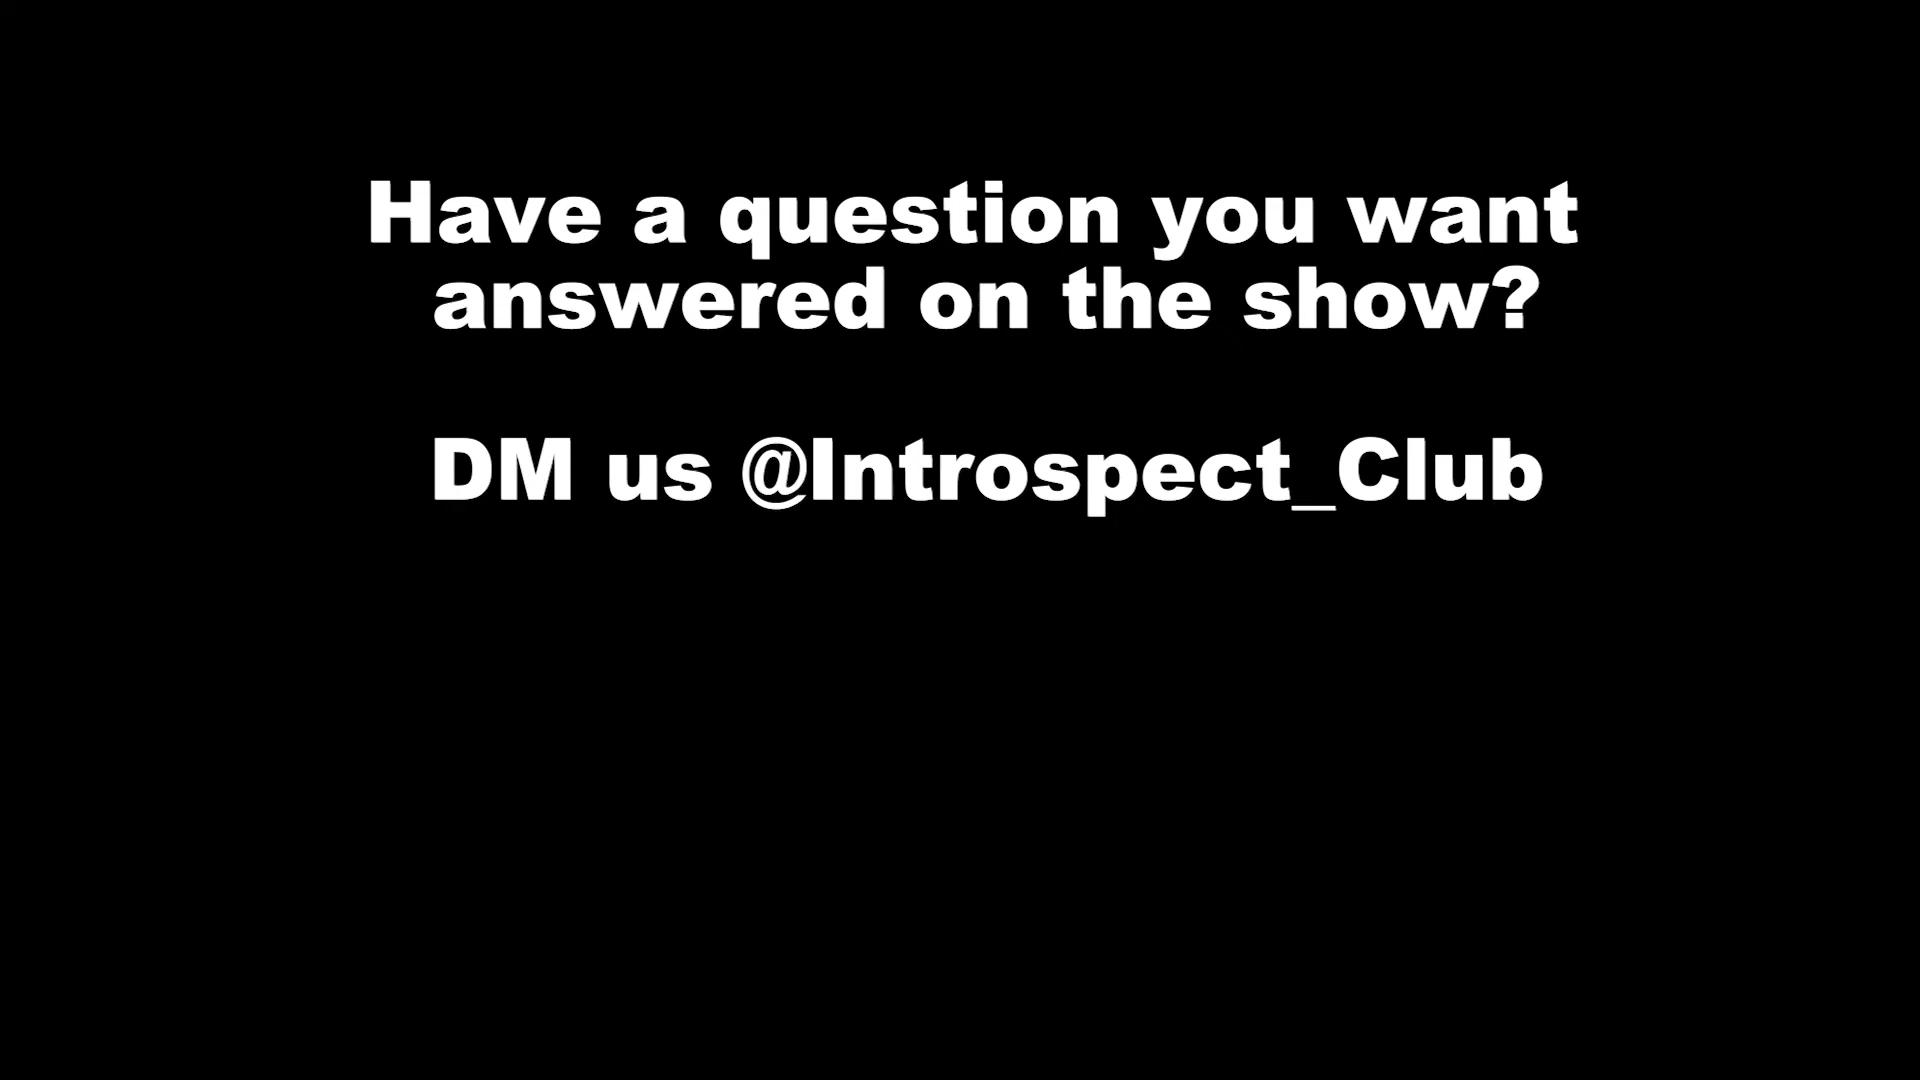 Have a question you want
answered on the show?
DM us @Introspect_Club